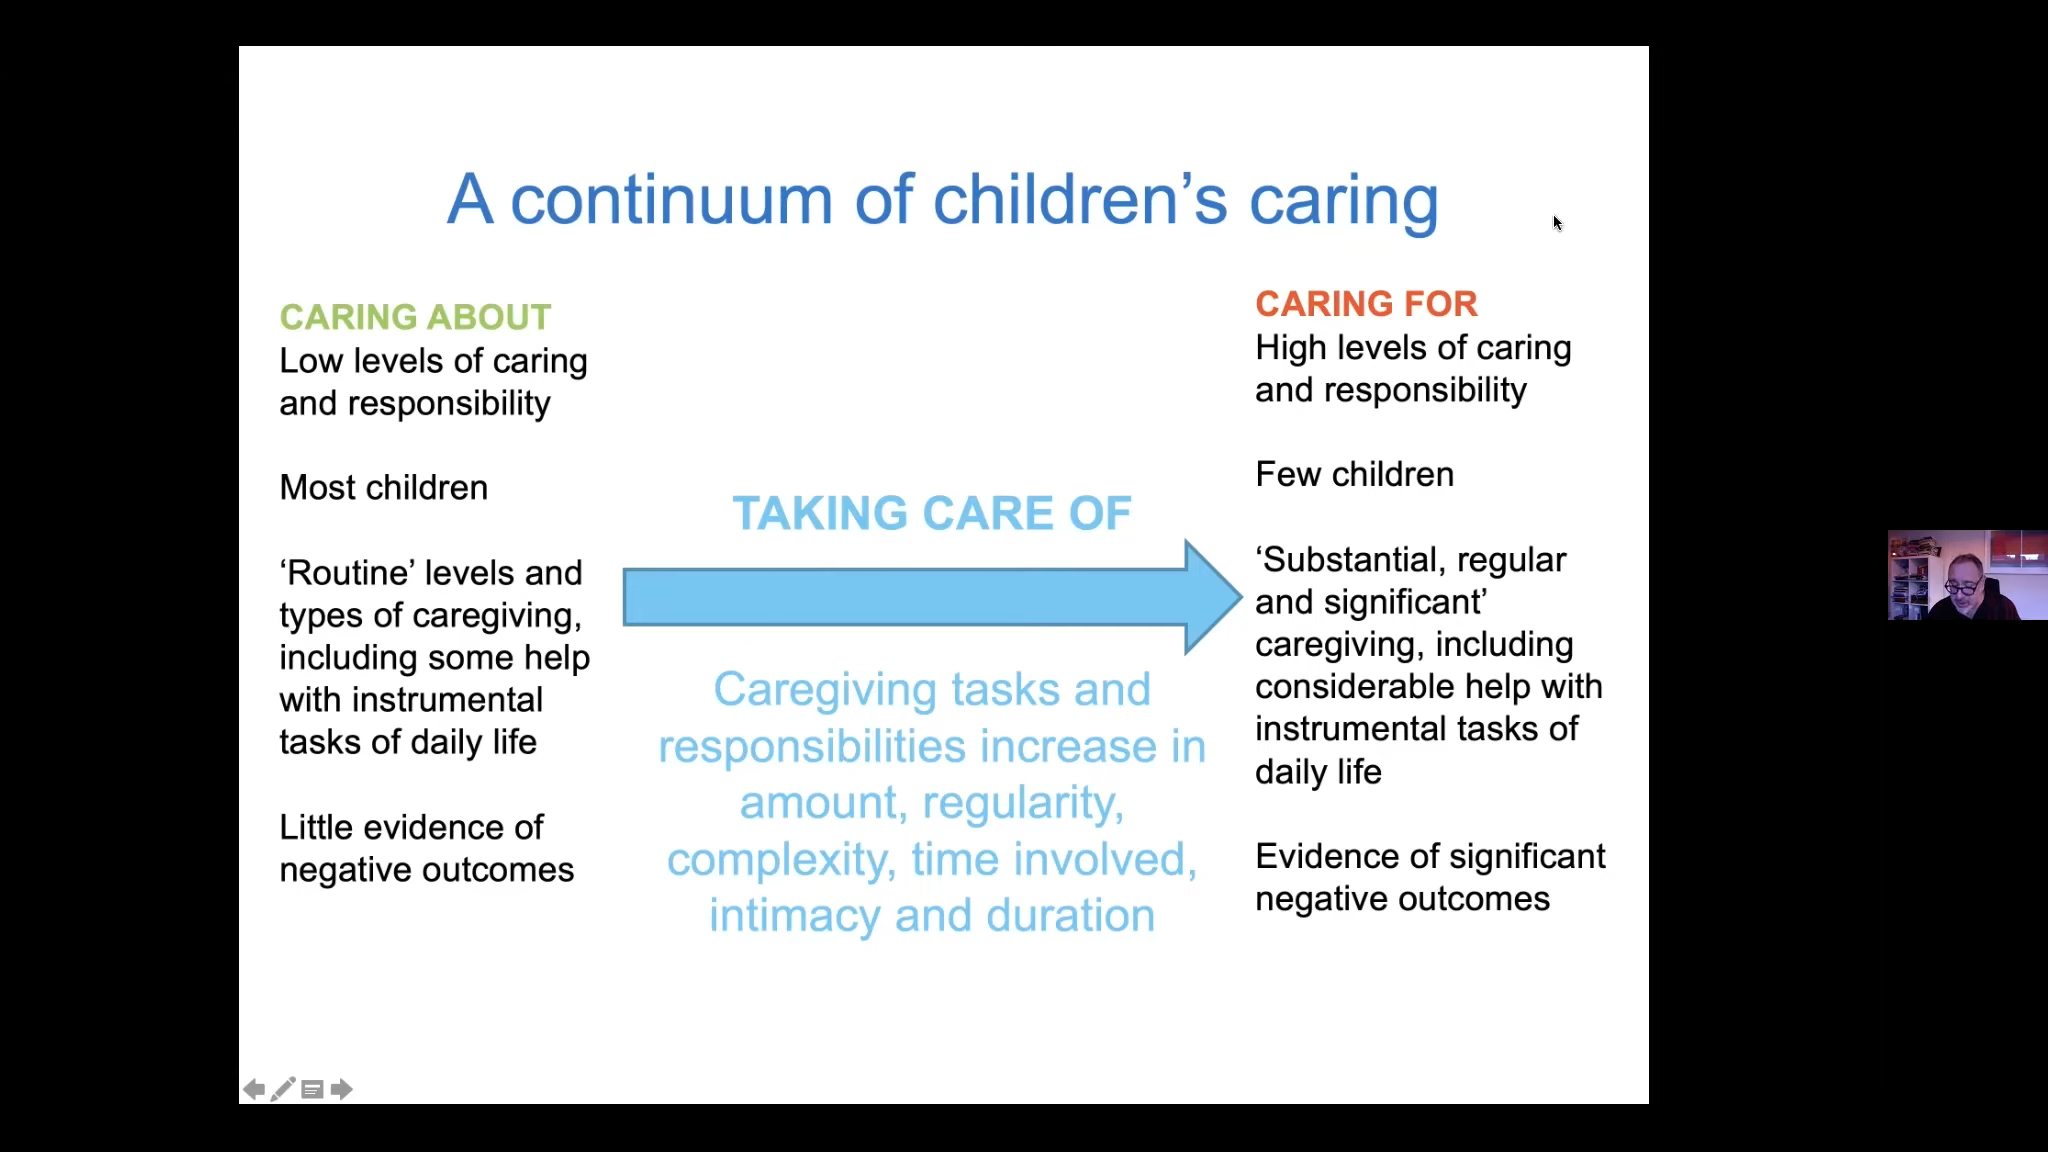 A continuum of children’s caring
CARING ABOUT
Low levels of caring
and responsibility
Most children
‘Routine’ levels and
types of caregiving,
including some help
with instrumental
tasks of daily life
Little evidence of
negative outcomes
TAKING CARE OF
Caregiving tasks and
responsibilities increase in
amount, regularity,
complexity, time involved,
intimacy and duration
CARING FOR
High levels of caring
and responsibility
Few children
‘Substantial, regular
and significant’
caregiving, including
considerable help with
instrumental tasks of
daily life
Evidence of significant
negative outcomes